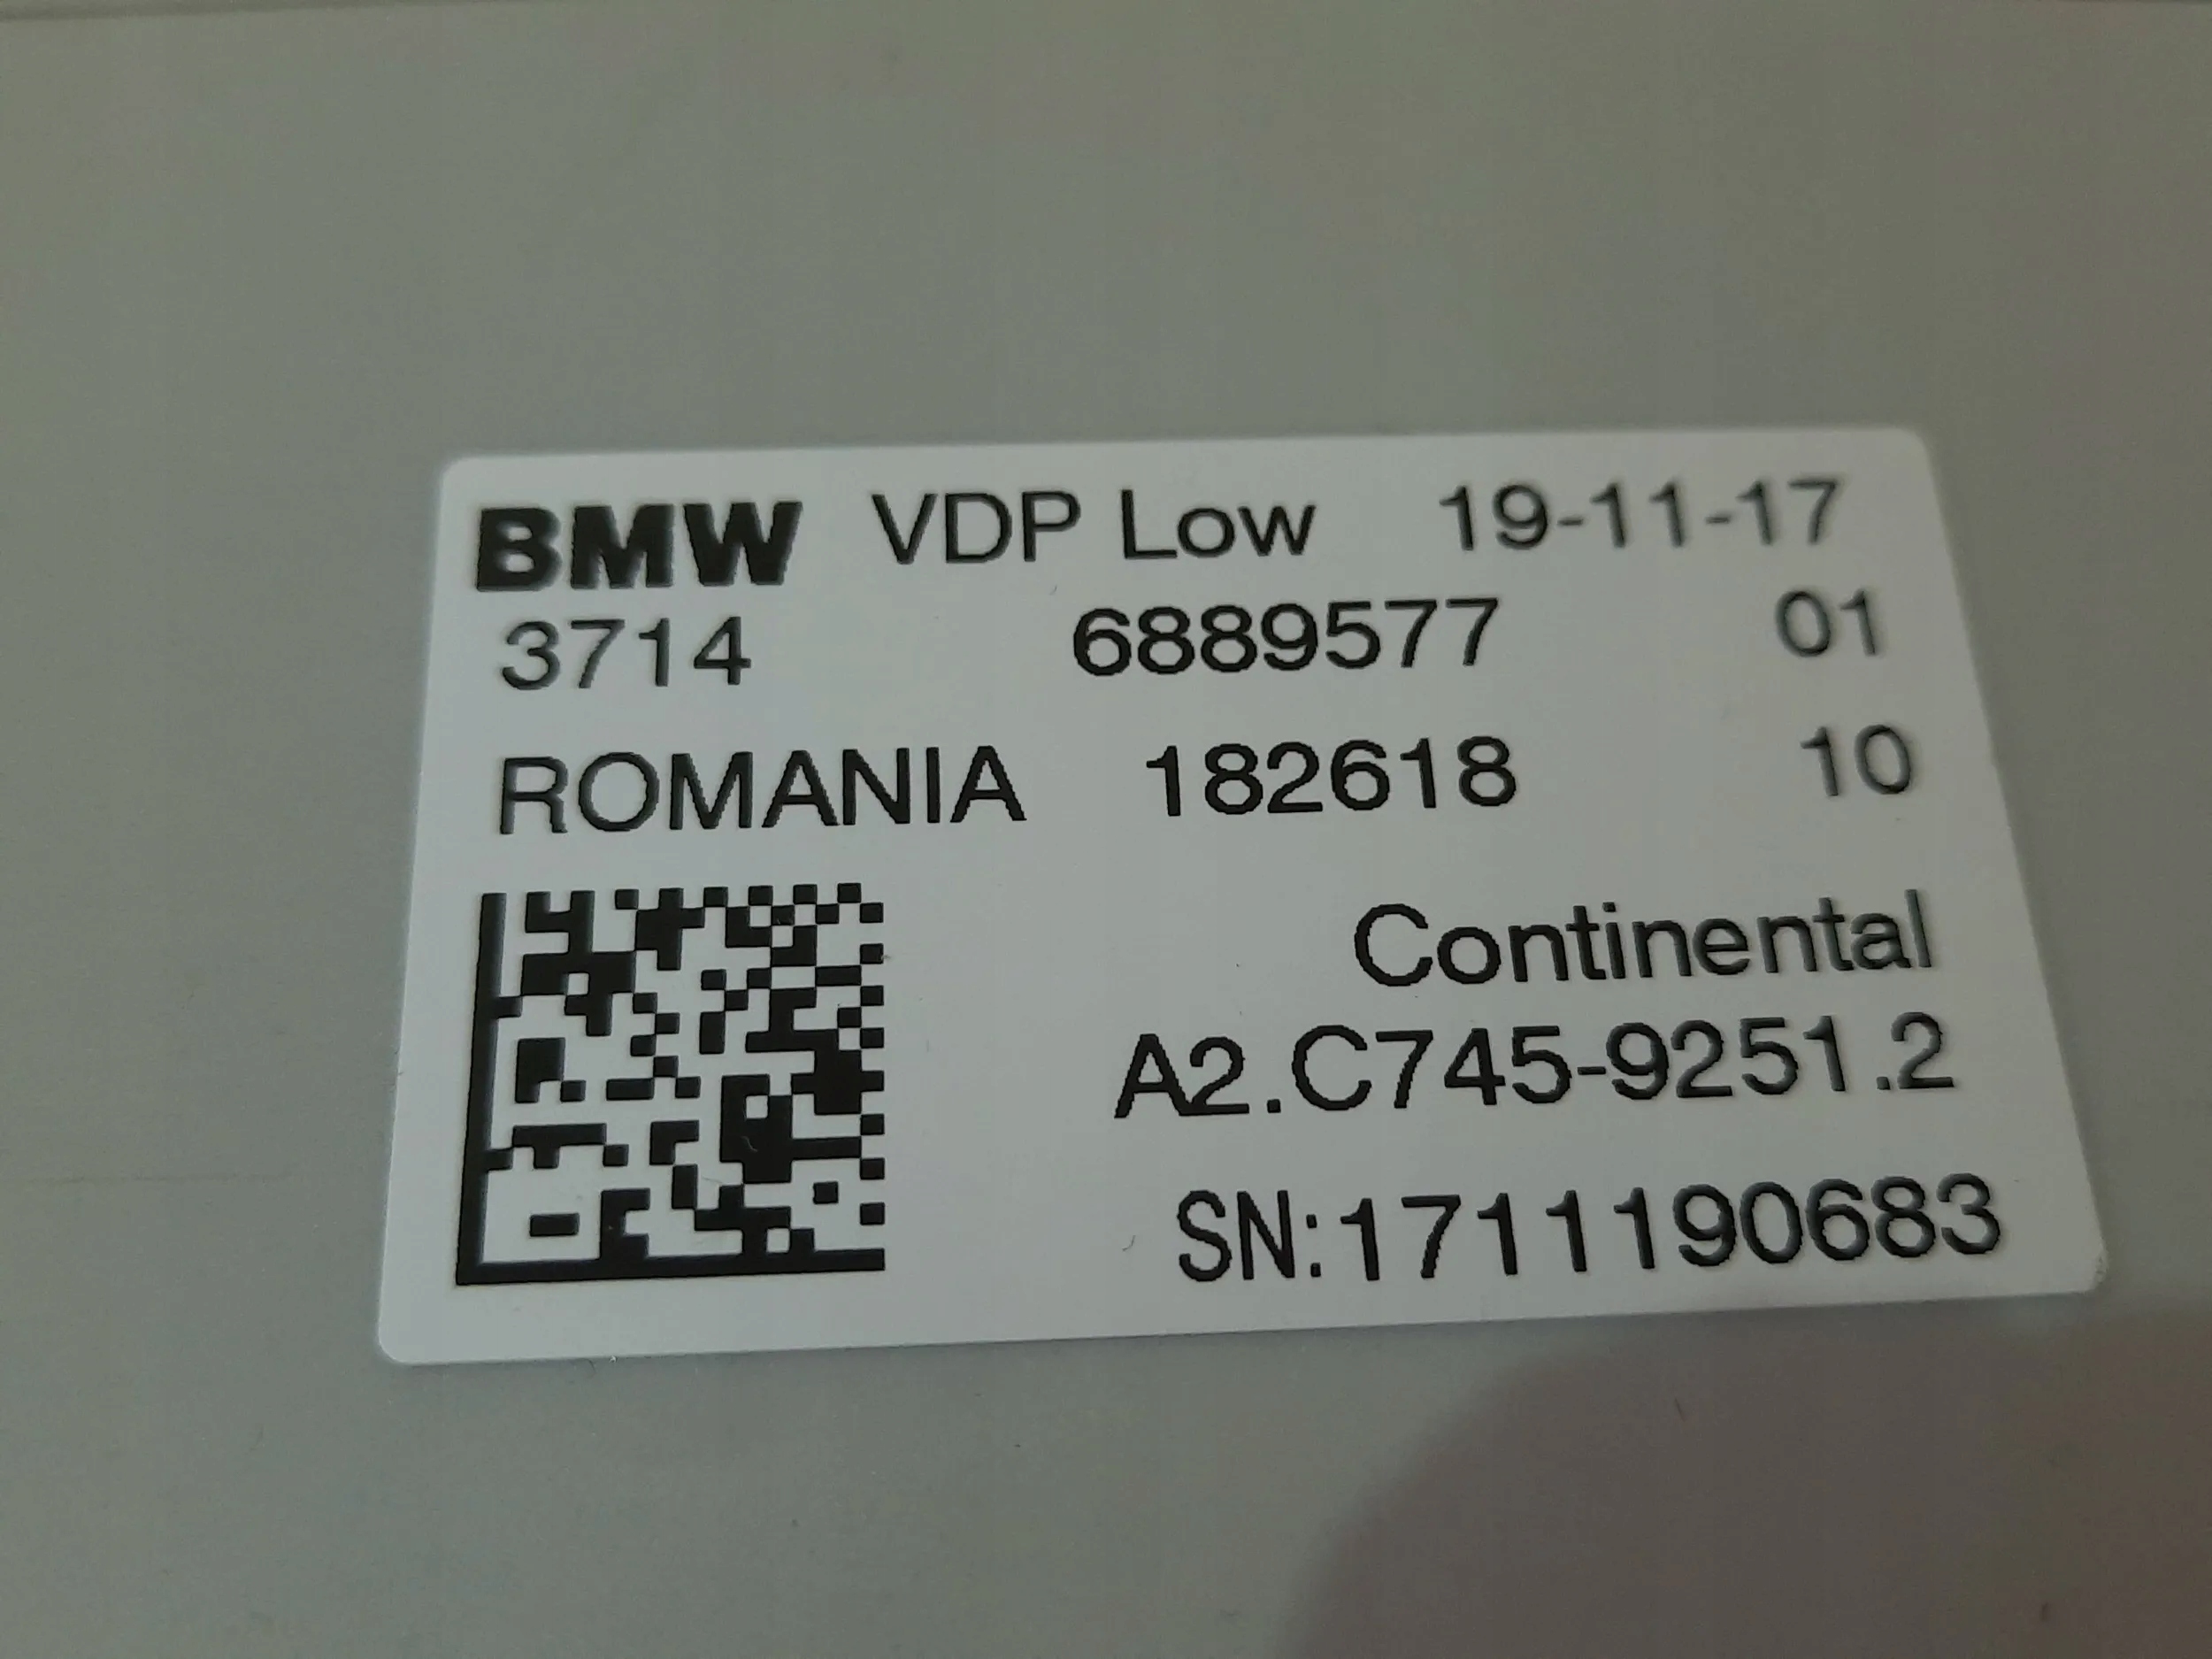 BMW VDP Low 19-11-17
3714 6889577 01
ROMANIA 182618 10
Continental
A2.C745-9251.2
SN:1711190683